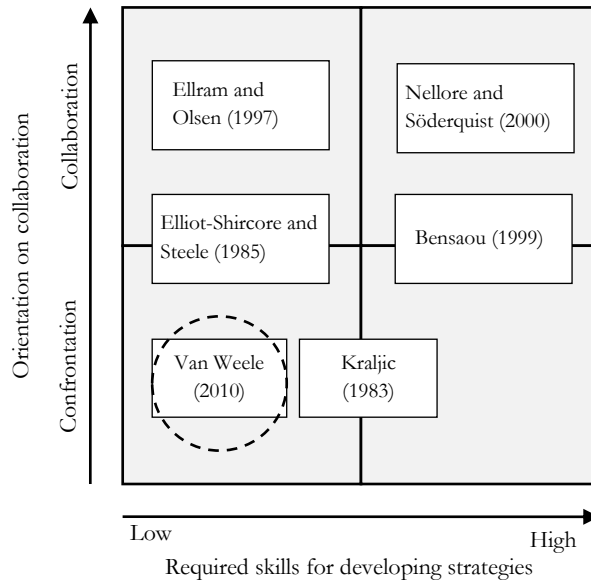 Orientation on collaboration
Collaboration
Confrontation
Ellram and
Olsen (1997)
Nellore and
Söderquist (2000)
Elliot-Shircore and
Steele (1985)
Bensaou (1999)
Van Weele
(2010)
Kraljic
(1983)
Low
High
Required skills for developing strategies